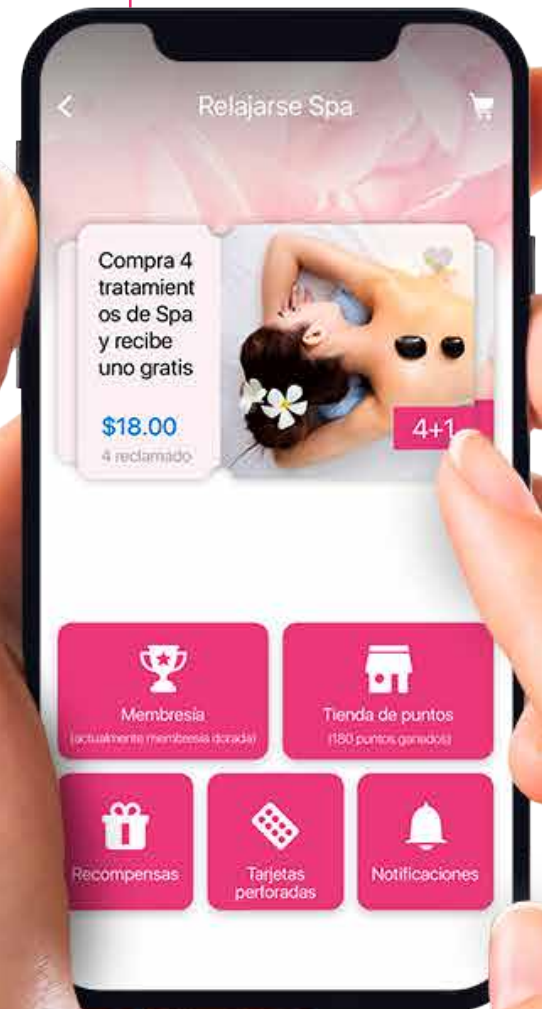 Relajarse Spa
Compra 4
tratamient
os de Spa
y recibe
uno gratis
$18.00
4 reclamado
4+1
Membresía
(actualmente membresía dorada)
Tienda de puntos
(180 puntos ganados)
Recompensas
Tarjetas
perforadas
Notificaciones